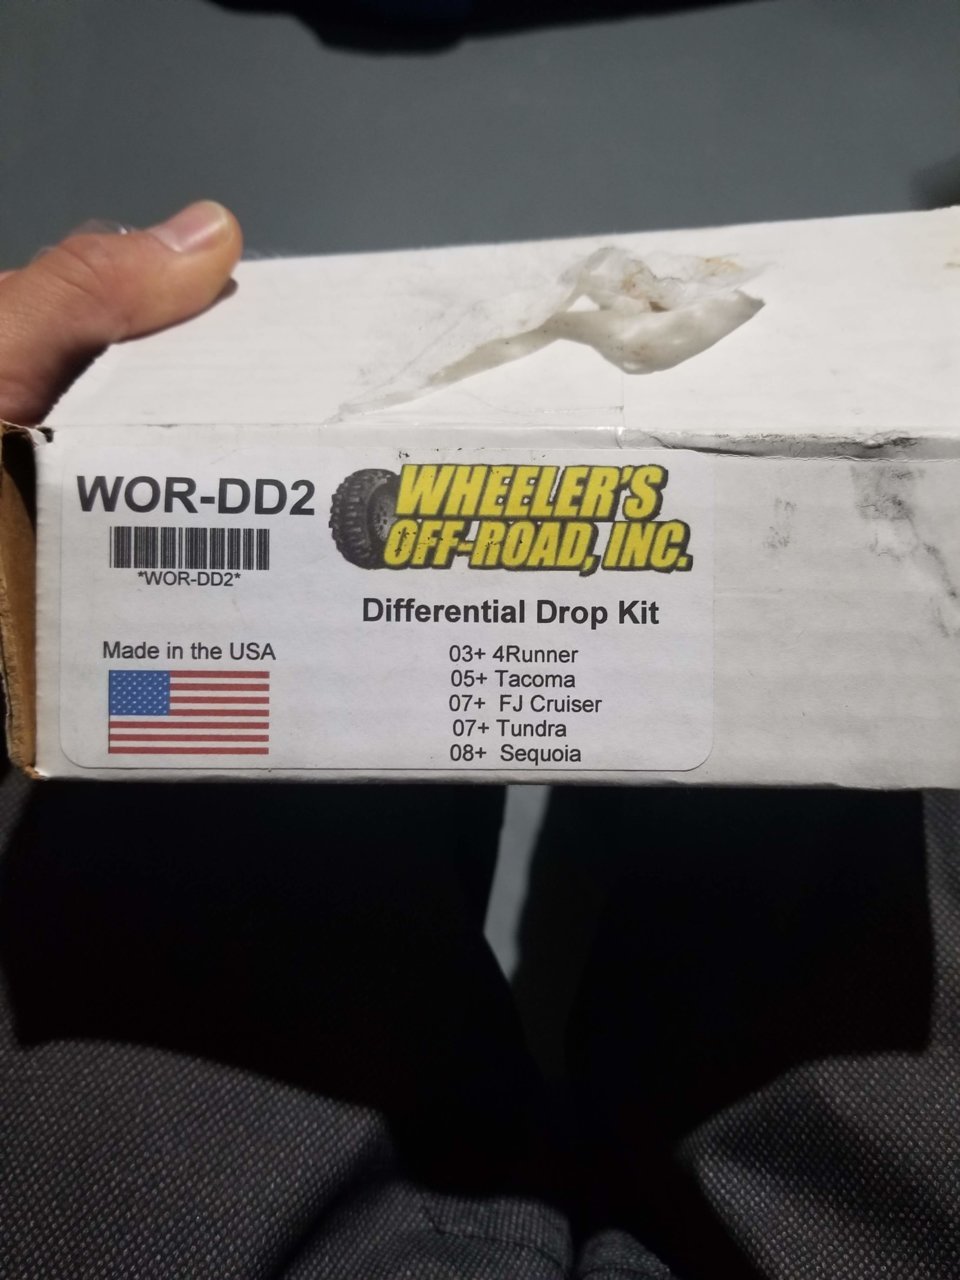 WOR-DD2
*WOR-DD2*
WHEELER'S
OFF-ROAD, INC.
Differential Drop Kit
Made in the USA
03+ 4Runner
05+ Tacoma
07+ FJ Cruiser
07+ Tundra
08+ Sequoia